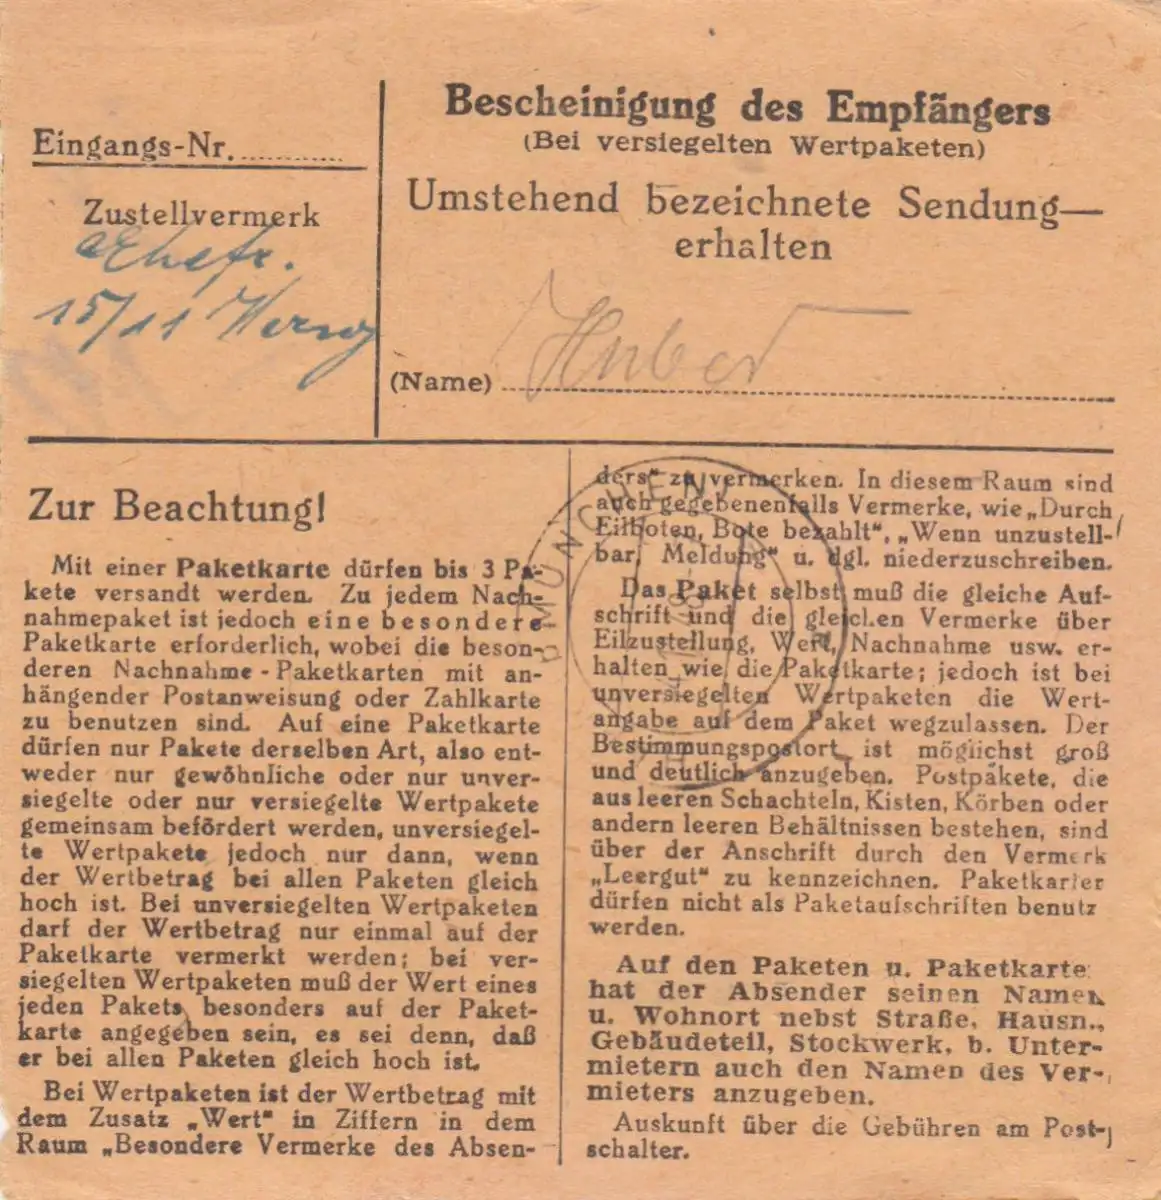 Eingangs-Nr.
Zustellvermerk
Ehefr.
15/11 Herzog
Bescheinigung des Empfängers
(Bei versiegelten Wertpaketen)
Umstehend bezeichnete Sendung—
erhalten
(Name) Huber
Zur Beachtung!
Mit einer Paketkarte dürfen bis 3 Pa-
kete versandt werden. Zu jedem Nach-
nahmepaket ist jedoch eine besondere
Paketkarte erforderlich, wobei die beson-
deren Nachnahme-Paketkarten mit an-
hängender Postanweisung oder Zahlkarte
zu benutzen sind. Auf eine Paketkarte
dürfen nur Pakete derselben Art, also ent-
weder nur gewöhnliche oder nur unver-
siegelte oder nur versiegelte Wertpakete
gemeinsam befördert werden, unversiegel-
te Wertpakete jedoch nur dann, wenn
der Wertbetrag bei allen Paketen gleich
hoch ist. Bei unversiegelten Wertpaketen
darf der Wertbetrag nur einmal auf der
Paketkarte vermerkt werden; bei ver-
siegelten Wertpaketen muß der Wert eines
jeden Pakets besonders auf der Paket-
karte angegeben sein, es sei denn, daß
er bei allen Paketen gleich hoch ist.
Bei Wertpaketen ist der Wertbetrag mit
dem Zusatz „Wert" in Ziffern in dem
Raum „Besondere Vermerke des Absen-
ders" zu vermerken. In diesem Raum sind
auch gegebenenfalls Vermerke, wie „Durch
Eilboten, Bote bezahlt", „Wenn unzustell-
bar, Meldung" u. dgl. niederzuschreiben.
Das Paket selbst muß die gleiche Auf-
schrift und die gleichen Vermerke über
Eilzustellung, Wert, Nachnahme usw. er-
halten wie die Paketkarte; jedoch ist bei
unversiegelten Wertpaketen die Wert-
angabe auf dem Paket wegzulassen. Der
Bestimmungspostort ist möglichst groß
und deutlich anzugeben. Postpakete, die
aus leeren Schachteln, Kisten, Körben oder
andern leeren Behältnissen bestehen, sind
über der Anschrift durch den Vermerk
„Leergut" zu kennzeichnen. Paketkarter
dürfen nicht als Paketaufschriften benutz
werden.
Auf den Paketen u. Paketkarte
hat der Absender seinen Namen
u. Wohnort nebst Straße, Hausn.,
Gebäudeteil, Stockwerk, b. Unter-
mietern auch den Namen des Ver-
mieters anzugeben.
Auskunft über die Gebühren am Post-
schalter.
MÜNCHEN